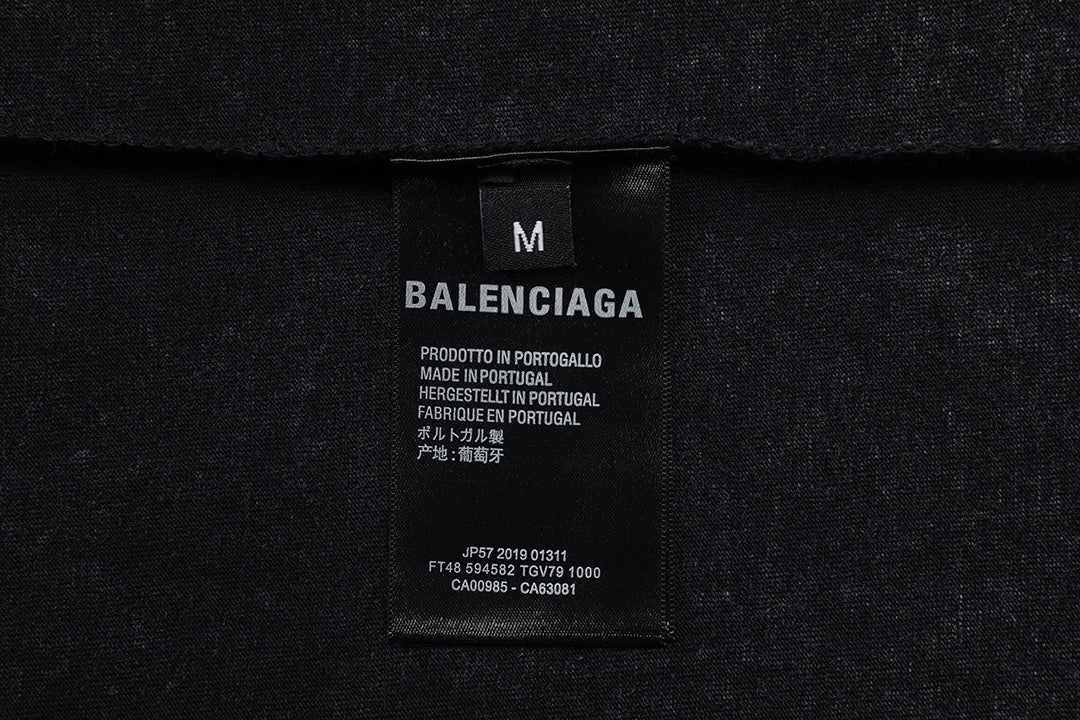 M
BALENCIAGA
PRODOTTO IN PORTOGALLO
MADE IN PORTUGAL
HERGESTELLT IN PORTUGAL
FABRIQUE EN PORTUGAL
ポルトガル製
产地:葡萄牙
JP57 2019 01311
FT48 594582 TGV79 1000
CA00985 - CA63081